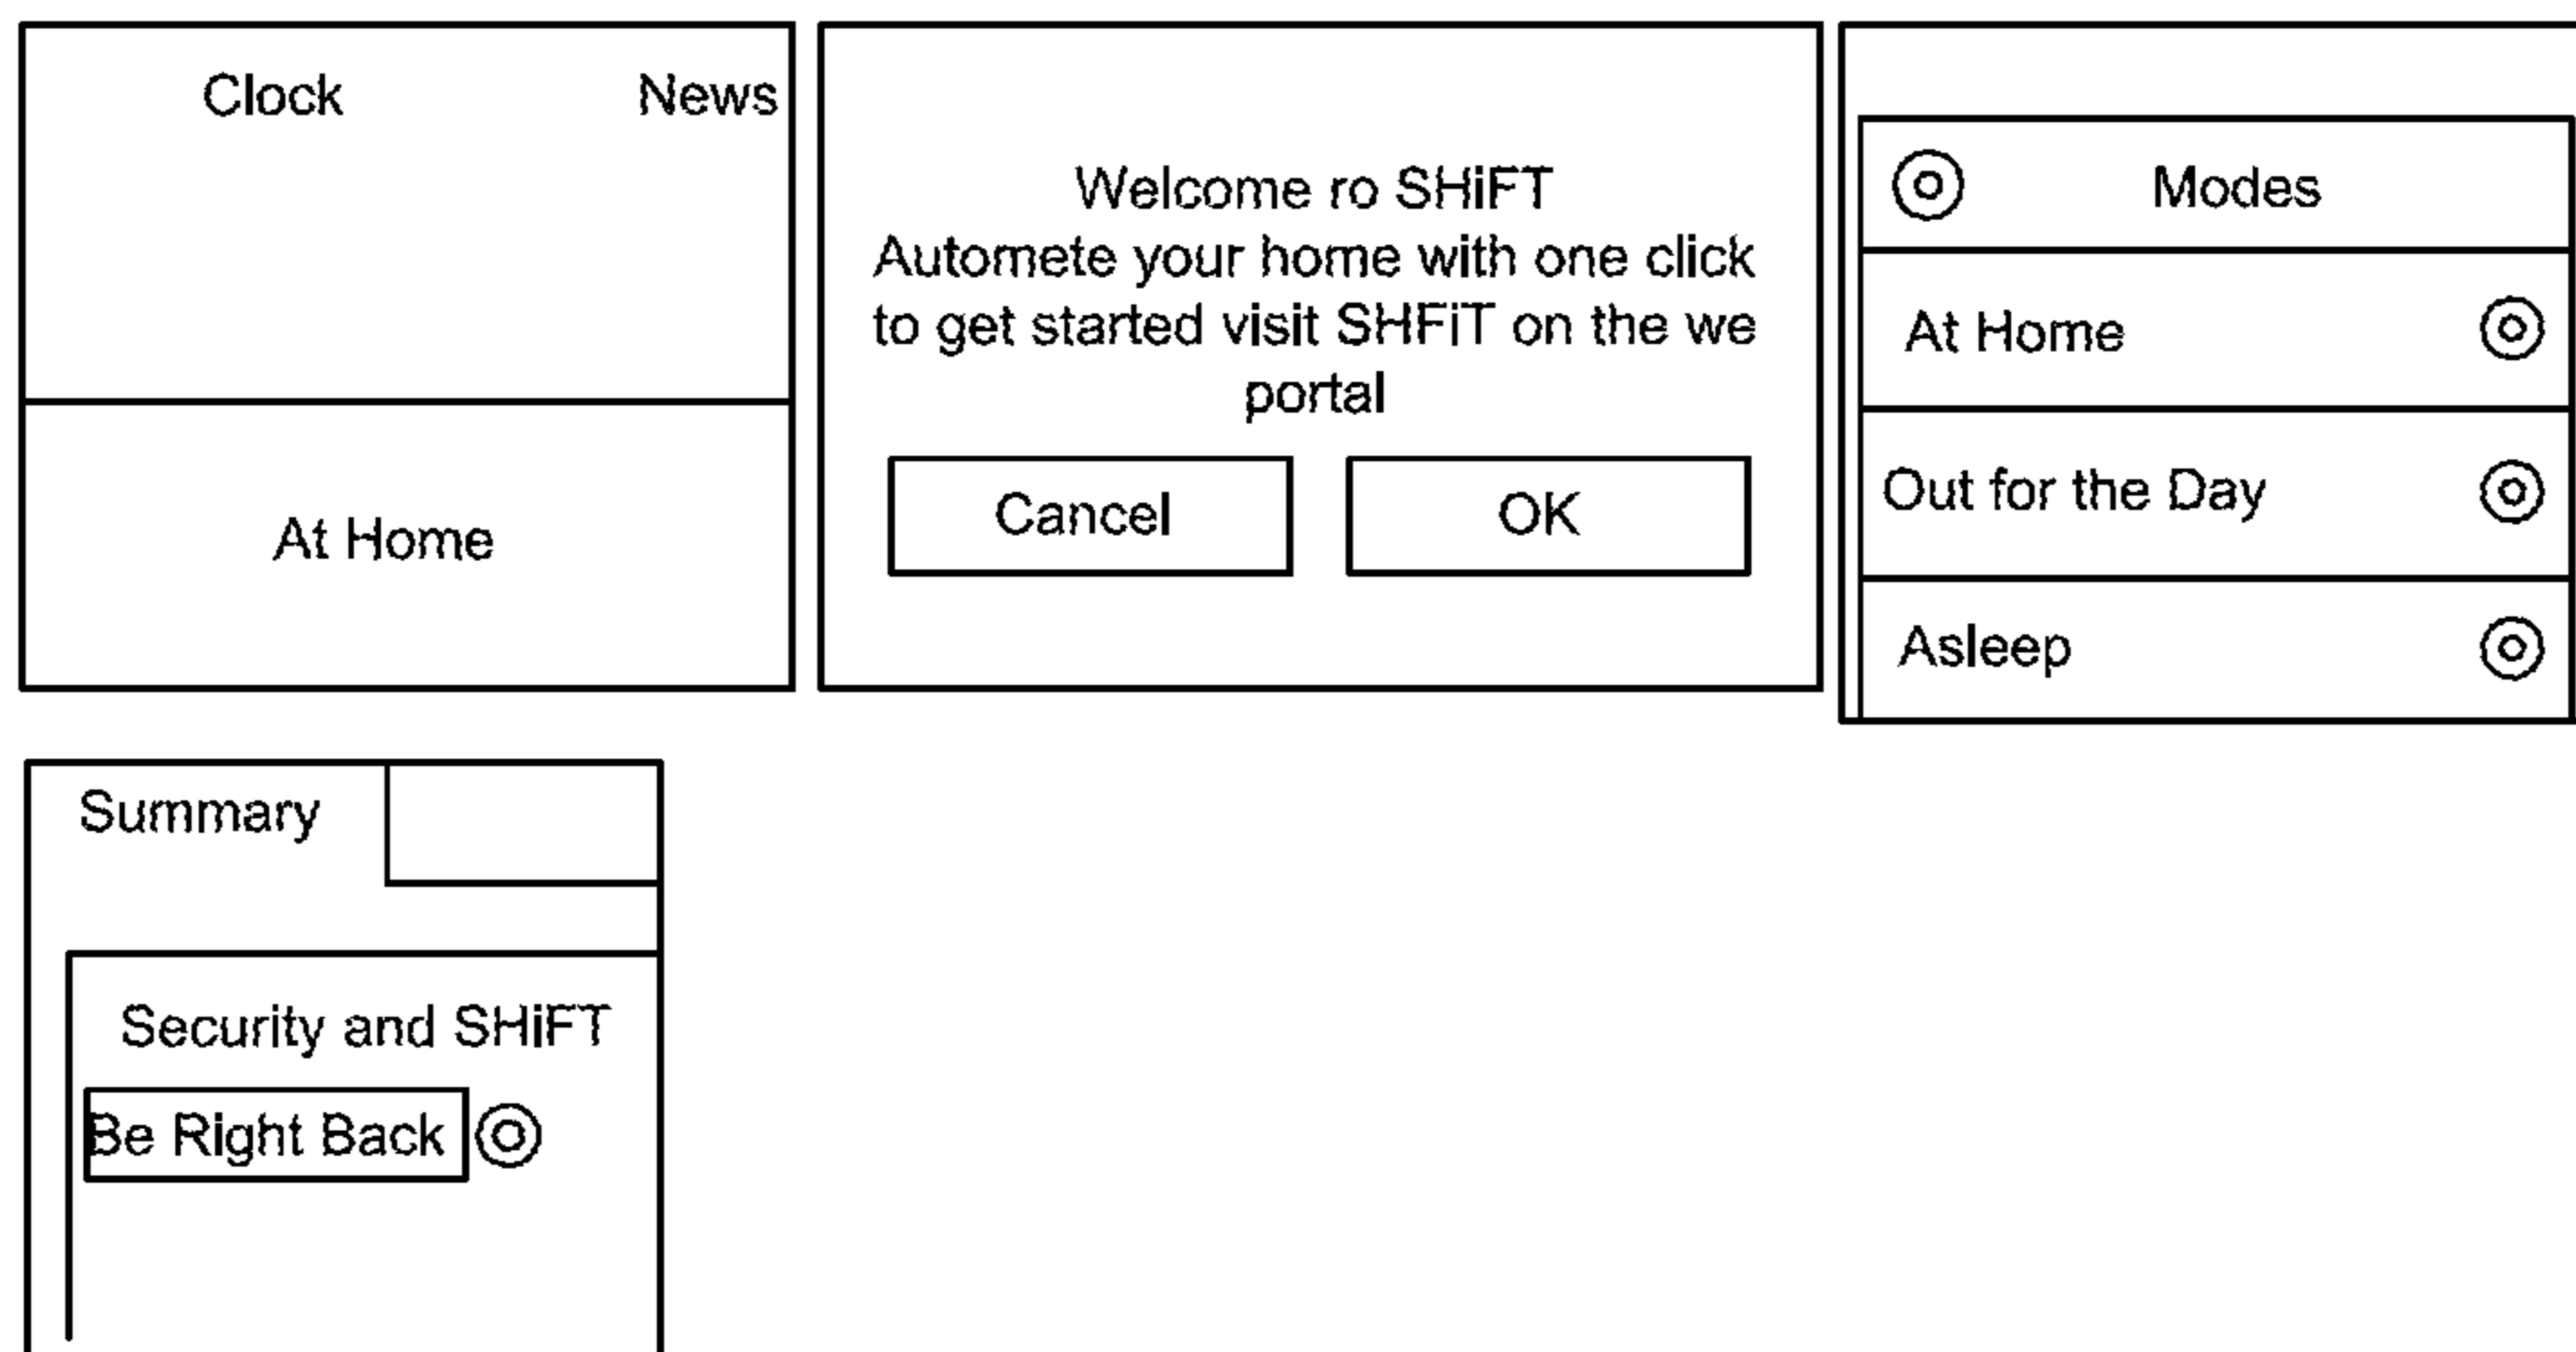 Clock
News
At Home
Welcome ro SHiFT
Automete your home with one click
to get started visit SHFiT on the we
portal
Cancel
OK
Modes
At Home
Out for the Day
Asleep
Summary
Security and SHiFT
Be Right Back